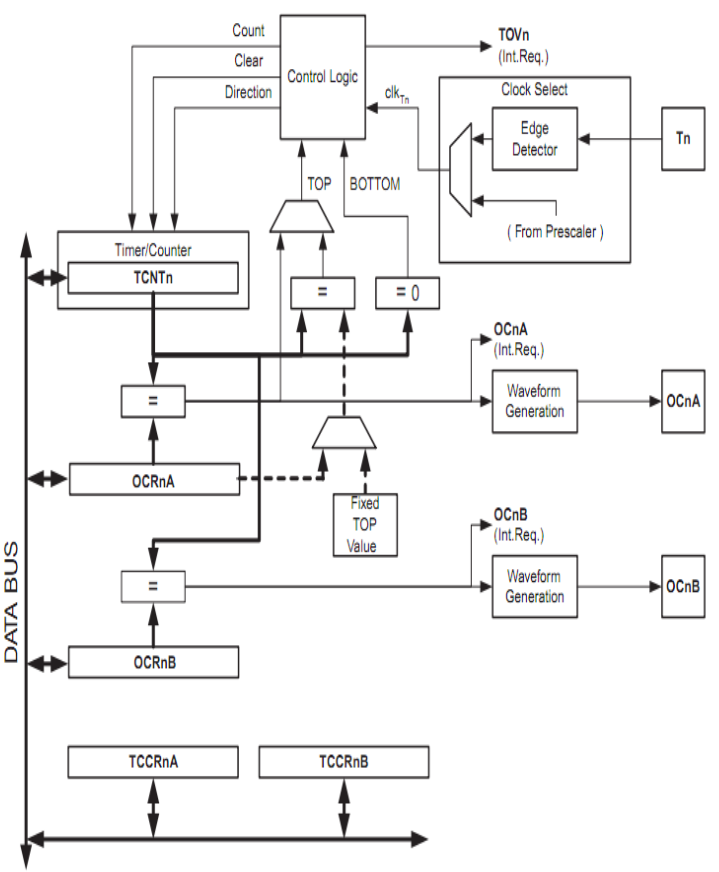 Count
Clear
Direction
Control Logic
TOVn
(Int.Req.)
clkTn
Clock Select
Edge
Detector
Tn
( From Prescaler )
TOP
BOTTOM
Timer/Counter
TCNTn
=
= 0
=
OCnA
(Int.Req.)
Waveform
Generation
OCnA
OCRnA
Fixed
TOP
Value
=
OCnB
(Int.Req.)
Waveform
Generation
OCnB
OCRnB
DATA BUS
TCCRnA
TCCRnB